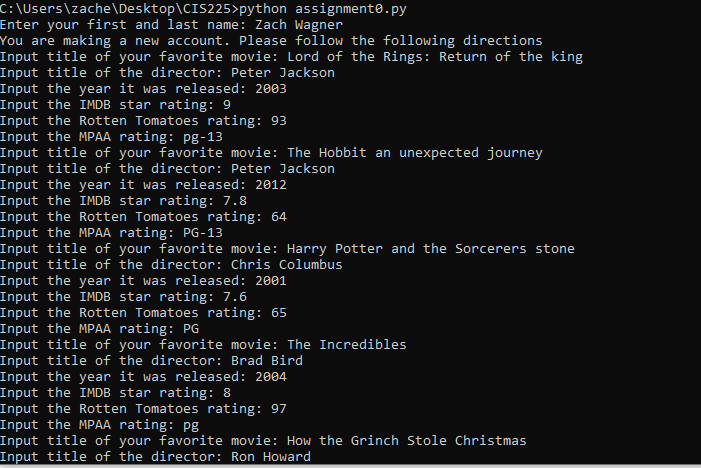 C:\Users\zache\Desktop\CIS225>python assignment0.py
Enter your first and last name: Zach Wagner
You are making a new account. Please follow the following directions
Input title of your favorite movie: Lord of the Rings: Return of the king
Input title of the director: Peter Jackson
Input the year it was released: 2003
Input the IMDB star rating: 9
Input the Rotten Tomatoes rating: 93
Input the MPAA rating: pg-13
Input title of your favorite movie: The Hobbit an unexpected journey
Input title of the director: Peter Jackson
Input the year it was released: 2012
Input the IMDB star rating: 7.8
Input the Rotten Tomatoes rating: 64
Input the MPAA rating: PG-13
Input title of your favorite movie: Harry Potter and the Sorcerers stone
Input title of the director: Chris Columbus
Input the year it was released: 2001
Input the IMDB star rating: 7.6
Input the Rotten Tomatoes rating: 65
Input the MPAA rating: PG
Input title of your favorite movie: The Incredibles
Input title of the director: Brad Bird
Input the year it was released: 2004
Input the IMDB star rating: 8
Input the Rotten Tomatoes rating: 97
Input the MPAA rating: pg
Input title of your favorite movie: How the Grinch Stole Christmas
Input title of the director: Ron Howard